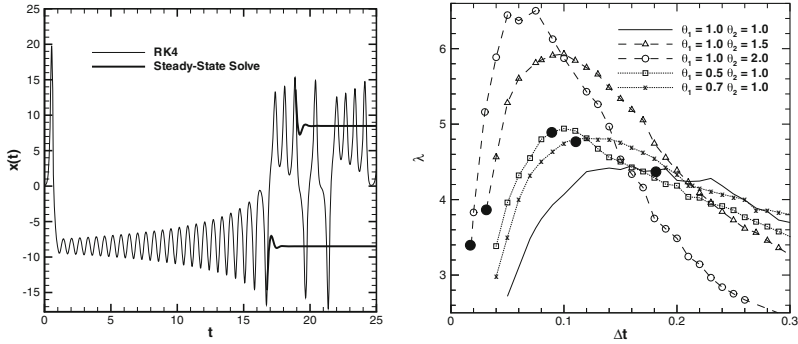 25
20
15
10
5
0
-5
-10
-15
x(t)
RK4
Steady-State Solve
0 5 10 15 20 25
t
6
5
4
3
λ
θ1 = 1.0 θ2 = 1.0
θ1 = 1.0 θ2 = 1.5
θ1 = 1.0 θ2 = 2.0
θ1 = 0.5 θ2 = 1.0
θ1 = 0.7 θ2 = 1.0
0 0.1 0.2 0.3
Δt